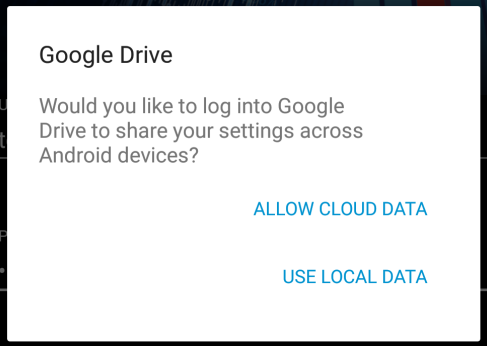 Google Drive
Would you like to log into Google
Drive to share your settings across
Android devices?
ALLOW CLOUD DATA
USE LOCAL DATA